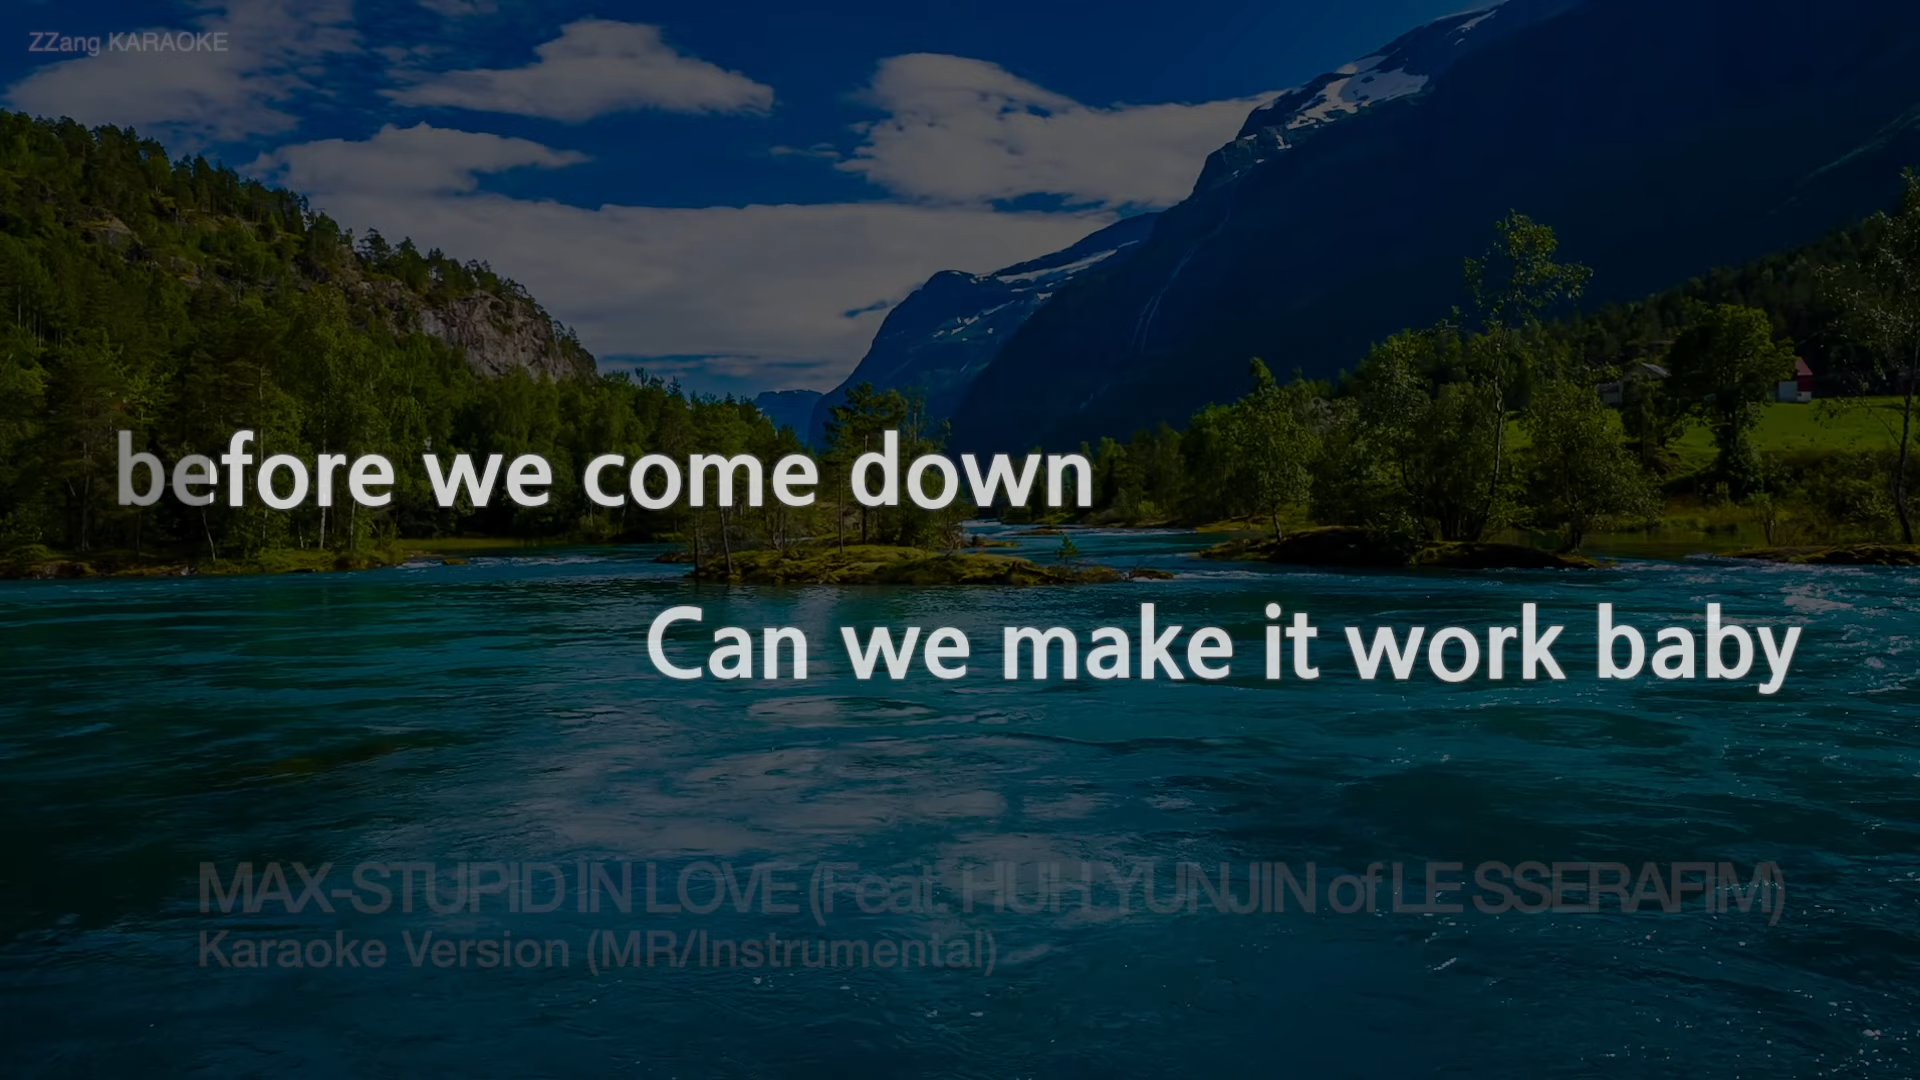 ZZang KARAOKE
before we come down
Can we make it work baby
MAX-STUPID IN LOVE (Feat. HUH YUNJIN of LE SSERAFIM)
Karaoke Version (MR/Instrumental)